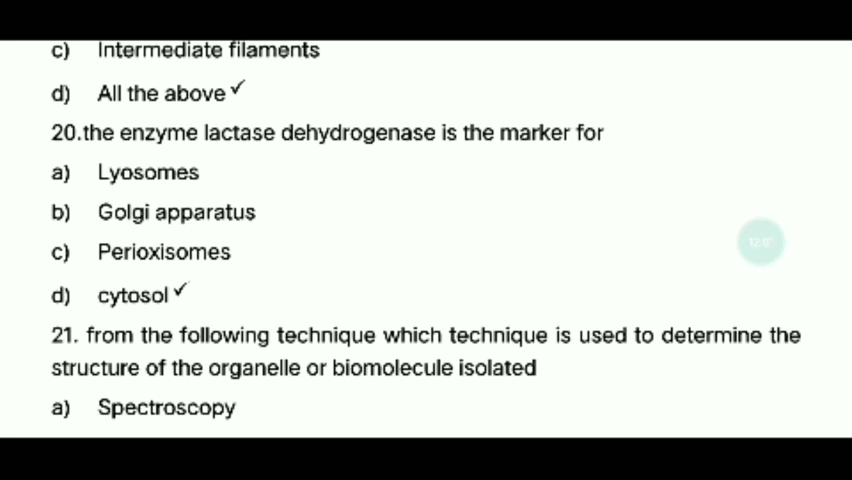 c) Intermediate filaments
d) All the above ✓
20.the enzyme lactase dehydrogenase is the marker for
a) Lyosomes
b) Golgi apparatus
c) Perioxisomes
d) cytosol ✓
21. from the following technique which technique is used to determine the
structure of the organelle or biomolecule isolated
a) Spectroscopy